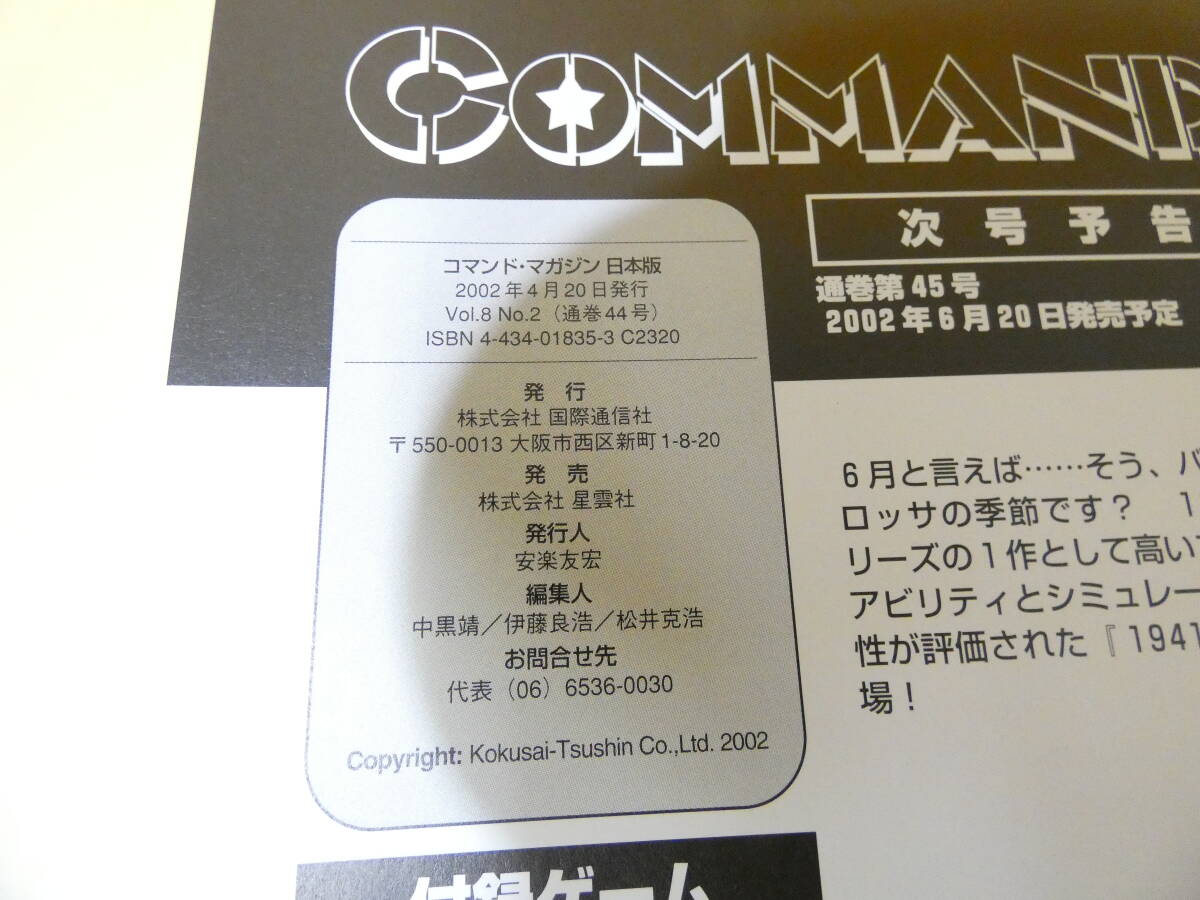 COMMAND
次号予告
通巻第45号
2002年6月20日発売予定
コマンド・マガジン 日本版
2002年4月20日発行
Vol.8 No.2（通巻44号）
ISBN 4-434-01835-3 C2320
発 行
株式会社 国際通信社
〒550-0013 大阪市西区新町1-8-20
発 売
株式会社 星雲社
発行人
安楽友宏
編集人
中黒靖／伊藤良浩／松井克浩
お問合せ先
代表（06）6536-0030
Copyright: Kokusai-Tsushin Co.,Ltd. 2002
6月と言えば……そう、バ
ロッサの季節です？ 1
リーズの1作として高い
アビリティとシミュレー
性が評価された『1941
場！
付録ゲーム